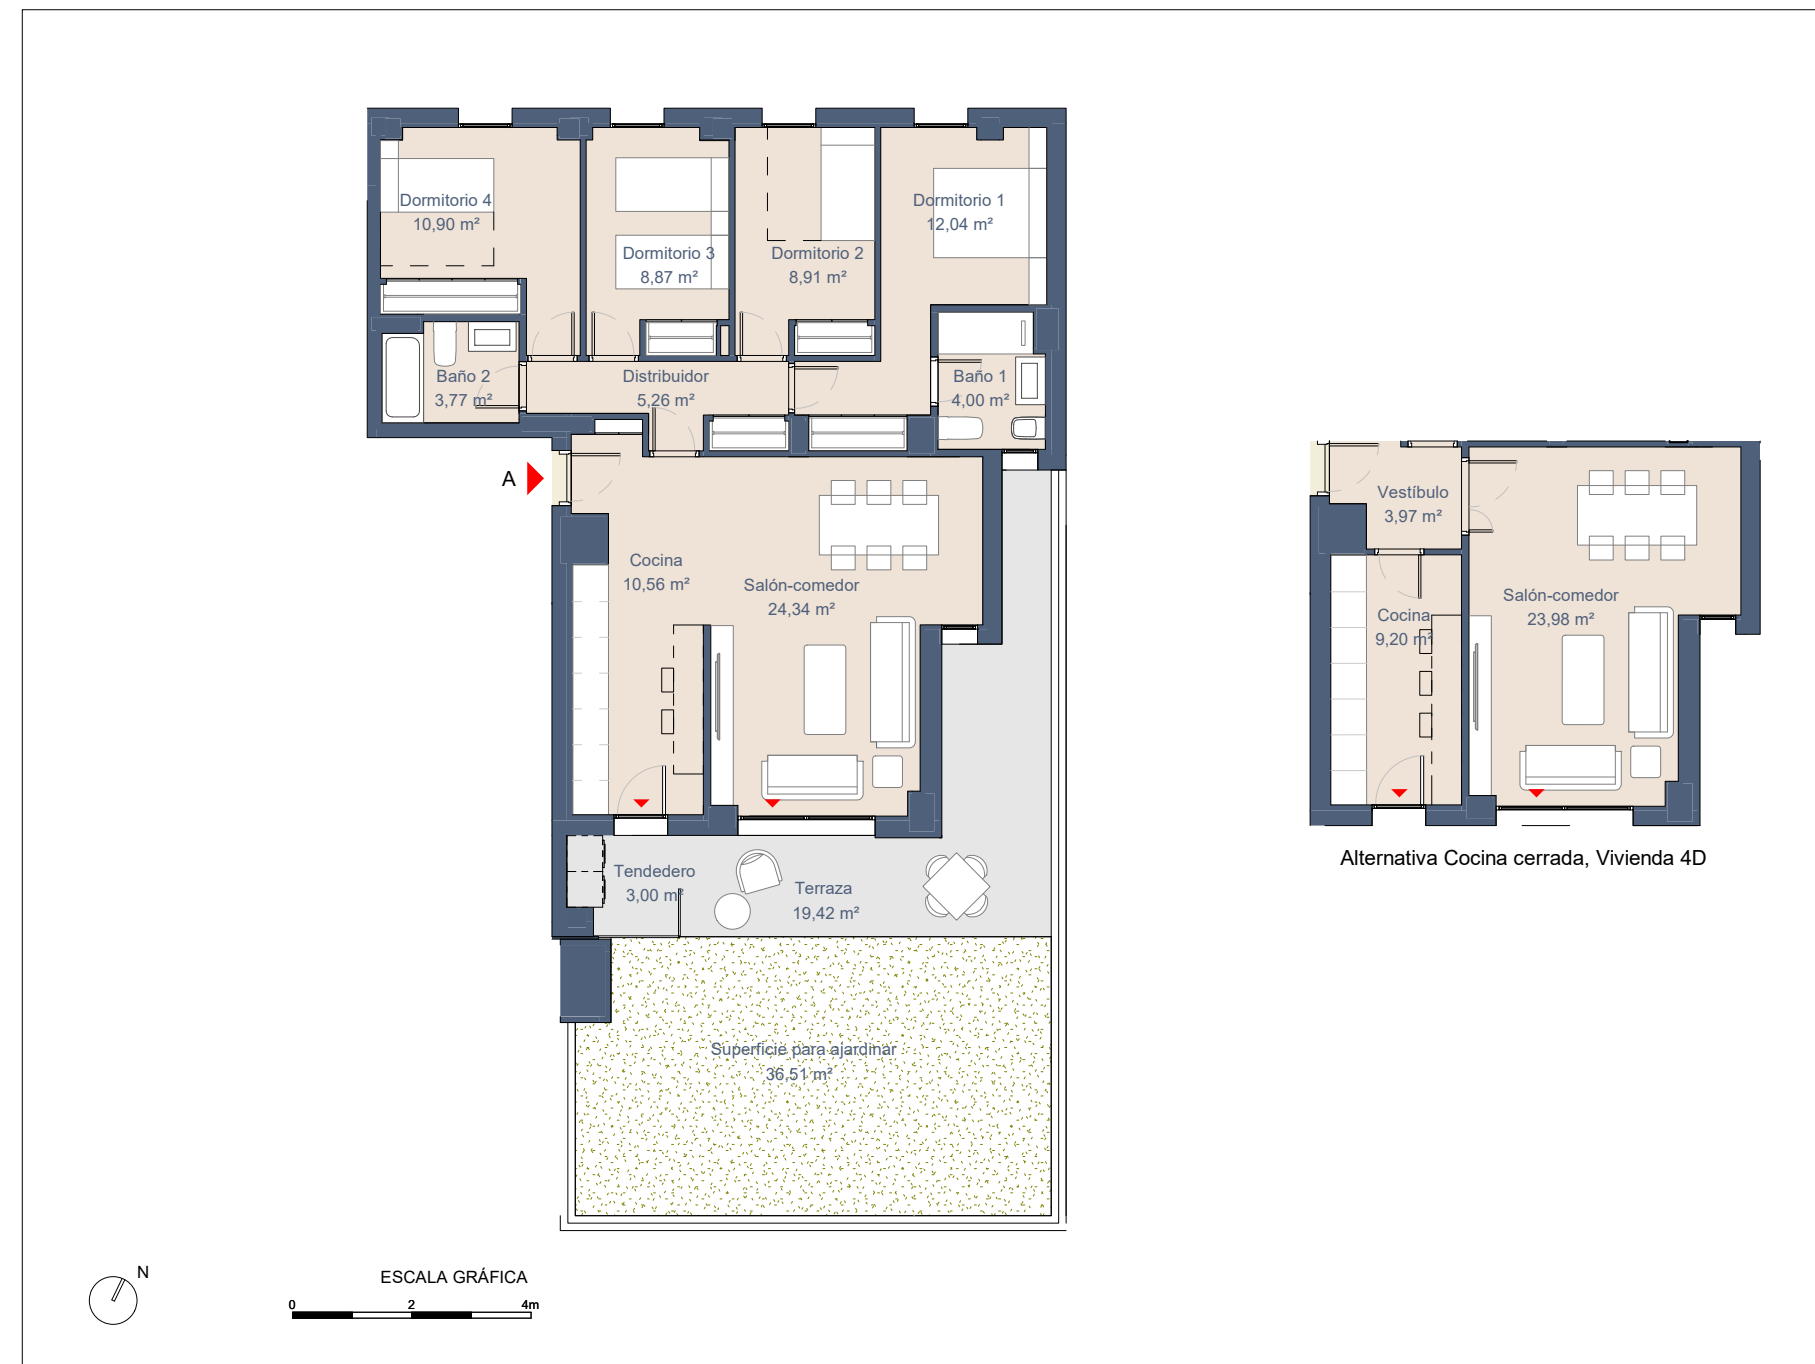 Dormitorio 4
10,90 m²
Dormitorio 3
8,87 m²
Dormitorio 2
8,91 m²
Dormitorio 1
12,04 m²
Baño 2
3,77 m²
Distribuidor
5,26 m²
Baño 1
4,00 m²
A
Cocina
10,56 m²
Salón-comedor
24,34 m²
Tendedero
3,00 m²
Terraza
19,42 m²
Superficie para ajardinar
36,51 m²
Vestíbulo
3,97 m²
Cocina
9,20 m²
Salón-comedor
23,98 m²
Alternativa Cocina cerrada, Vivienda 4D
N
ESCALA GRÁFICA
0 2 4m